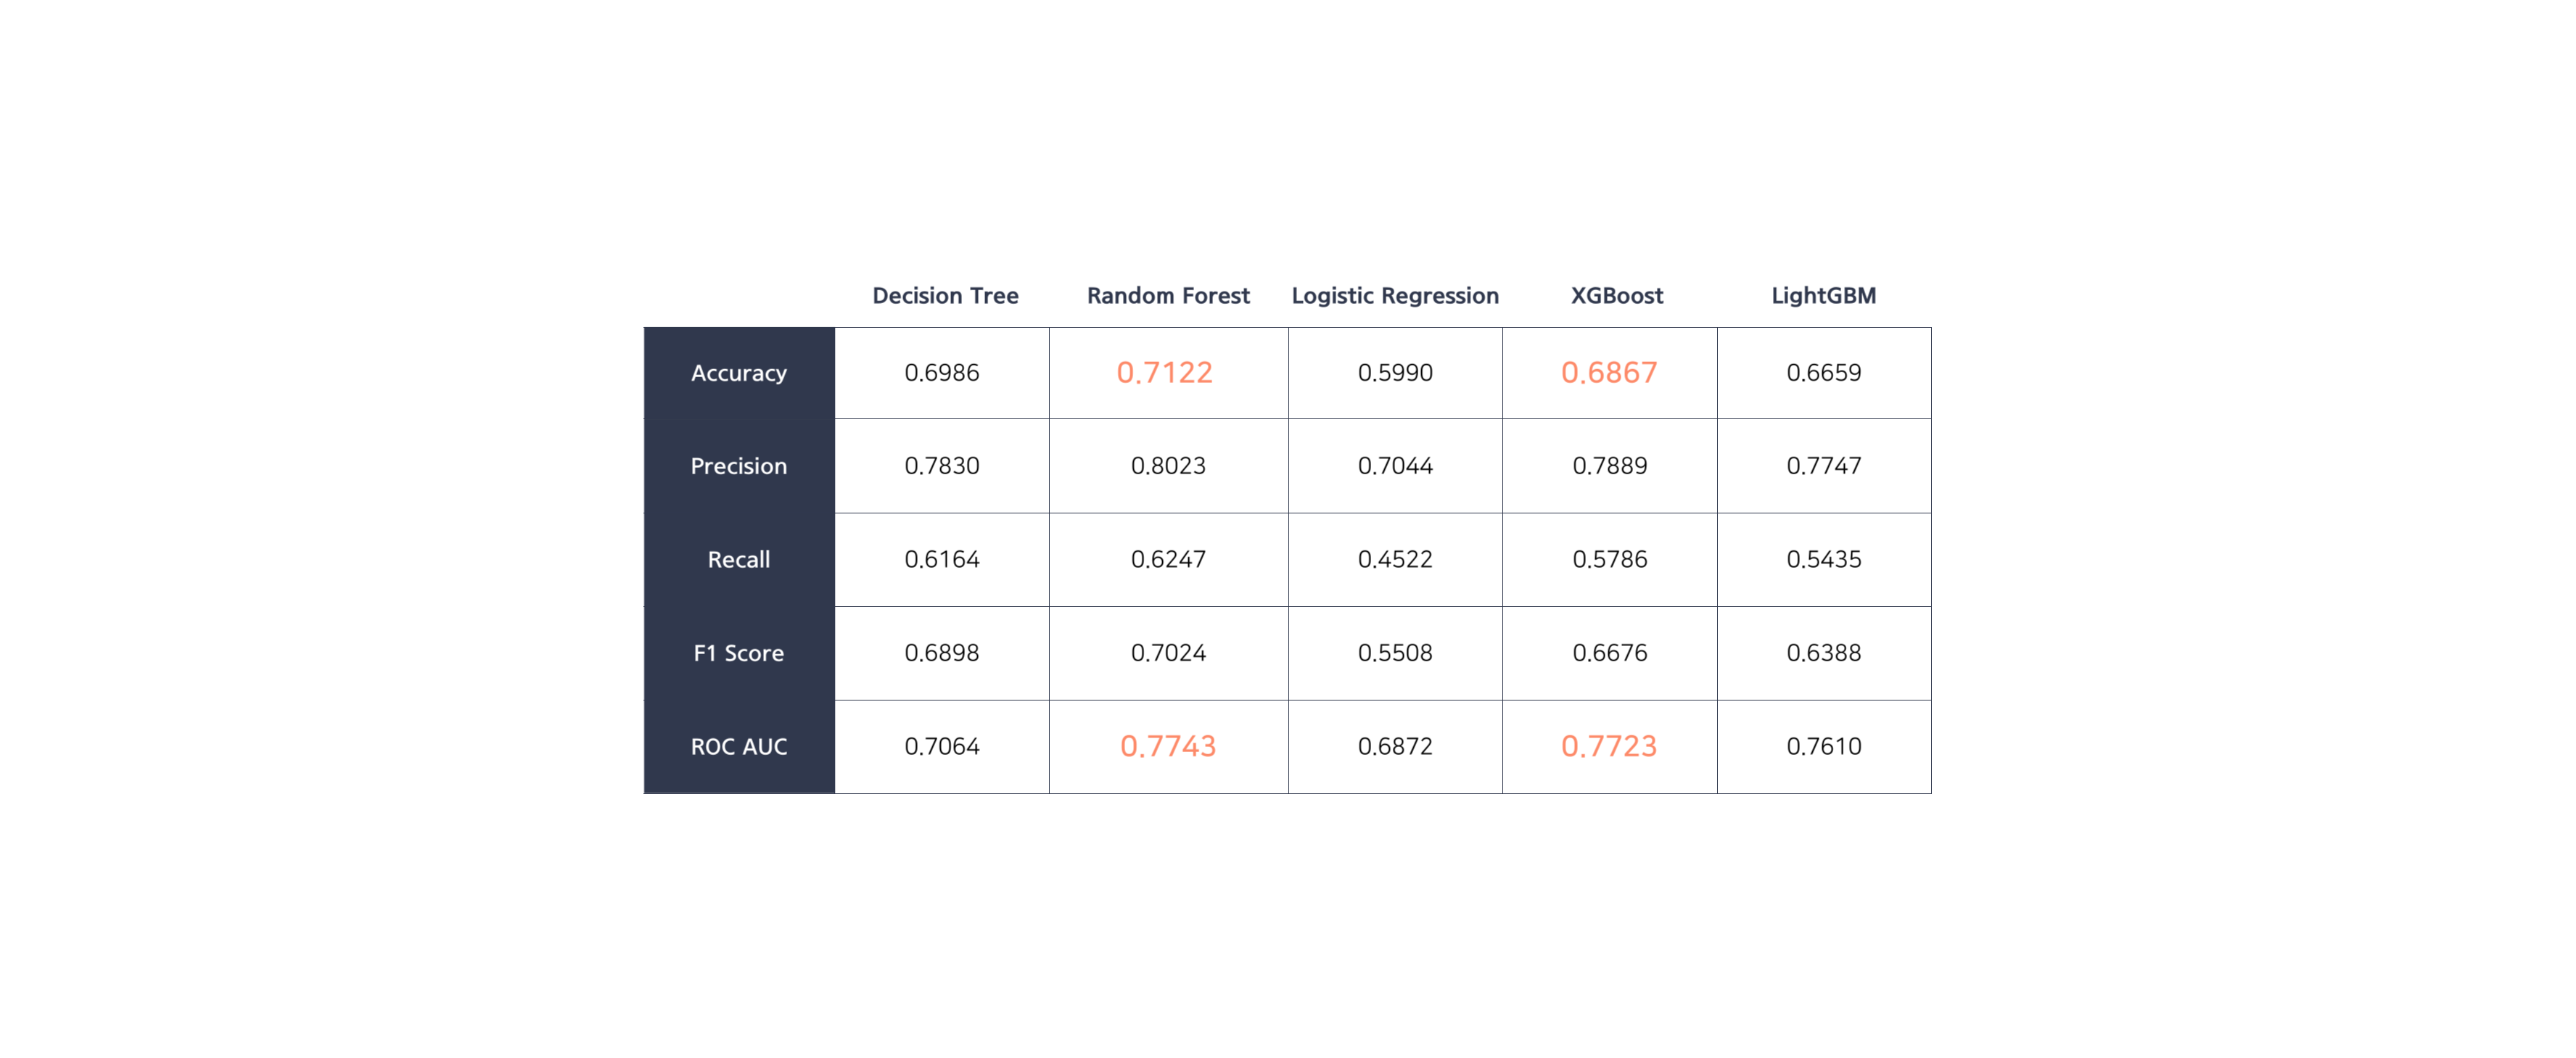 Decision Tree Random Forest Logistic Regression XGBoost LightGBM
Accuracy 0.6986 0.7122 0.5990 0.6867 0.6659
Precision 0.7830 0.8023 0.7044 0.7889 0.7747
Recall 0.6164 0.6247 0.4522 0.5786 0.5435
F1 Score 0.6898 0.7024 0.5508 0.6676 0.6388
ROC AUC 0.7064 0.7743 0.6872 0.7723 0.7610